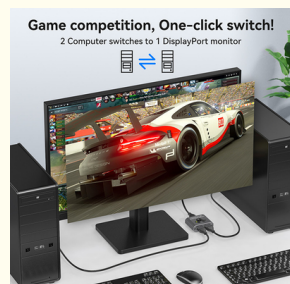 Game competition, One-click switch!
2 Computer switches to 1 DisplayPort monitor